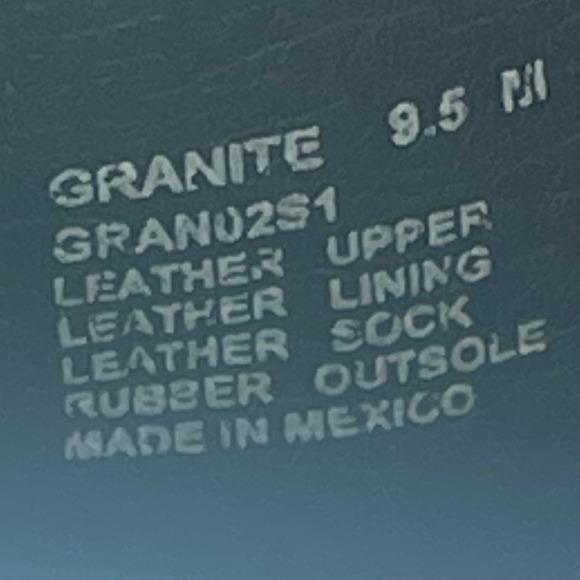 GRANITE 9.5 M
GRAN02S1
LEATHER UPPER
LEATHER LINING
LEATHER SOCK
RUBBER OUTSOLE
MADE IN MEXICO